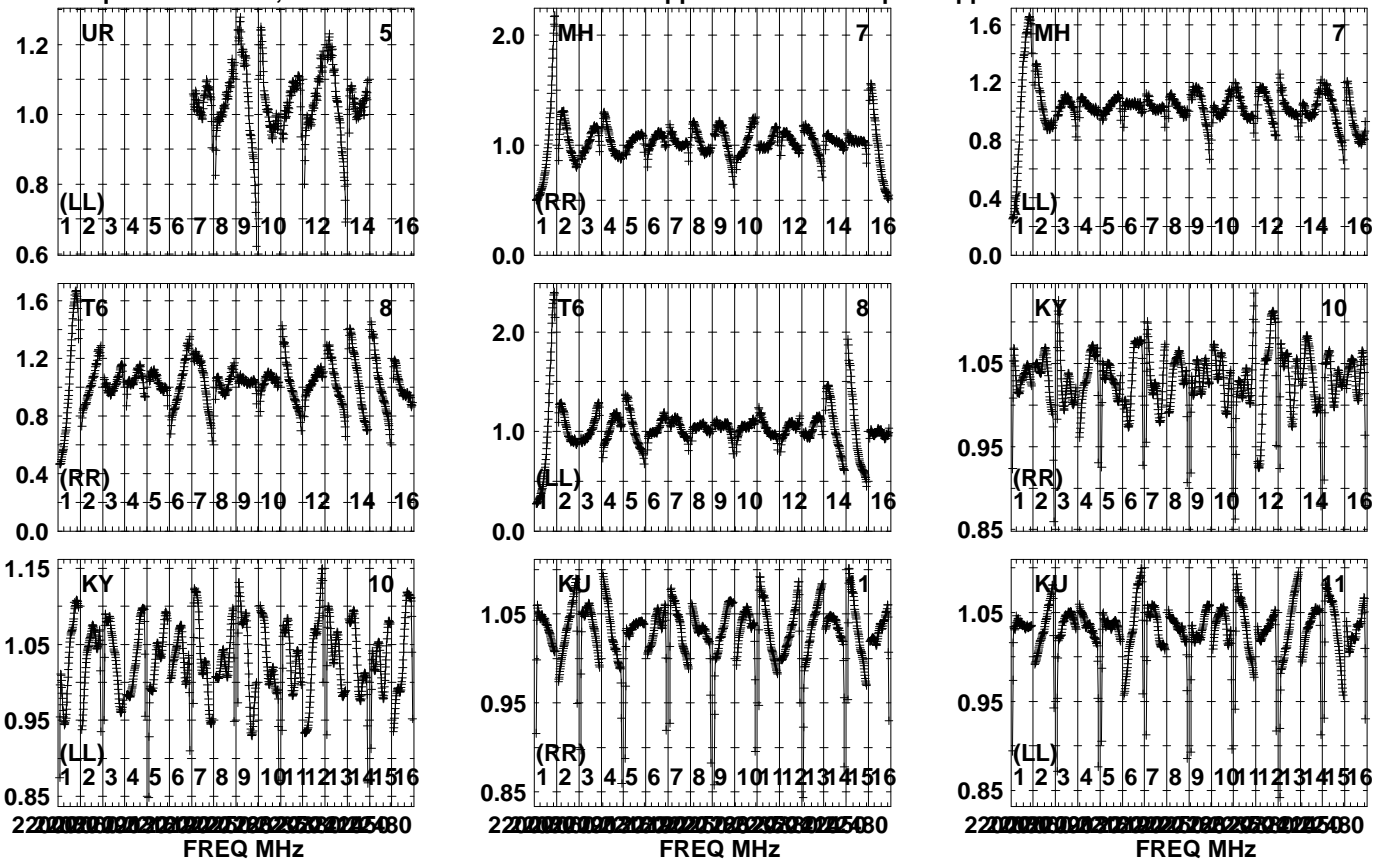 UR 5
1.2
1.0
0.8
0.6
(LL)
1 2 3 4 5 6 7 8 9 10 12 14 16
MH 7
2.0
1.0
0.0
(RR)
1 2 3 4 5 6 7 8 9 10 12 14 16
MH 7
1.6
1.2
0.8
0.4
0.0
(LL)
1 2 3 4 5 6 7 8 9 10 12 14 16
T6 8
1.6
1.2
0.8
0.4
0.0
(RR)
1 2 3 4 5 6 7 8 9 10 12 14 16
T6 8
2.0
1.0
0.0
(LL)
1 2 3 4 5 6 7 8 9 10 12 14 16
KY 10
1.05
0.95
0.85
(RR)
1 2 3 4 5 6 7 8 9 10 12 14 16
KY 10
1.15
1.05
0.95
0.85
(LL)
1 2 3 4 5 6 7 8 9 10 11 12 13 14 15 16
FREQ MHz
KU 11
1.05
0.95
0.85
(RR)
1 2 3 4 5 6 7 8 9 10 11 12 13 14 15 16
FREQ MHz
KU 11
1.05
0.95
0.85
(LL)
1 2 3 4 5 6 7 8 9 10 11 12 13 14 15 16
FREQ MHz